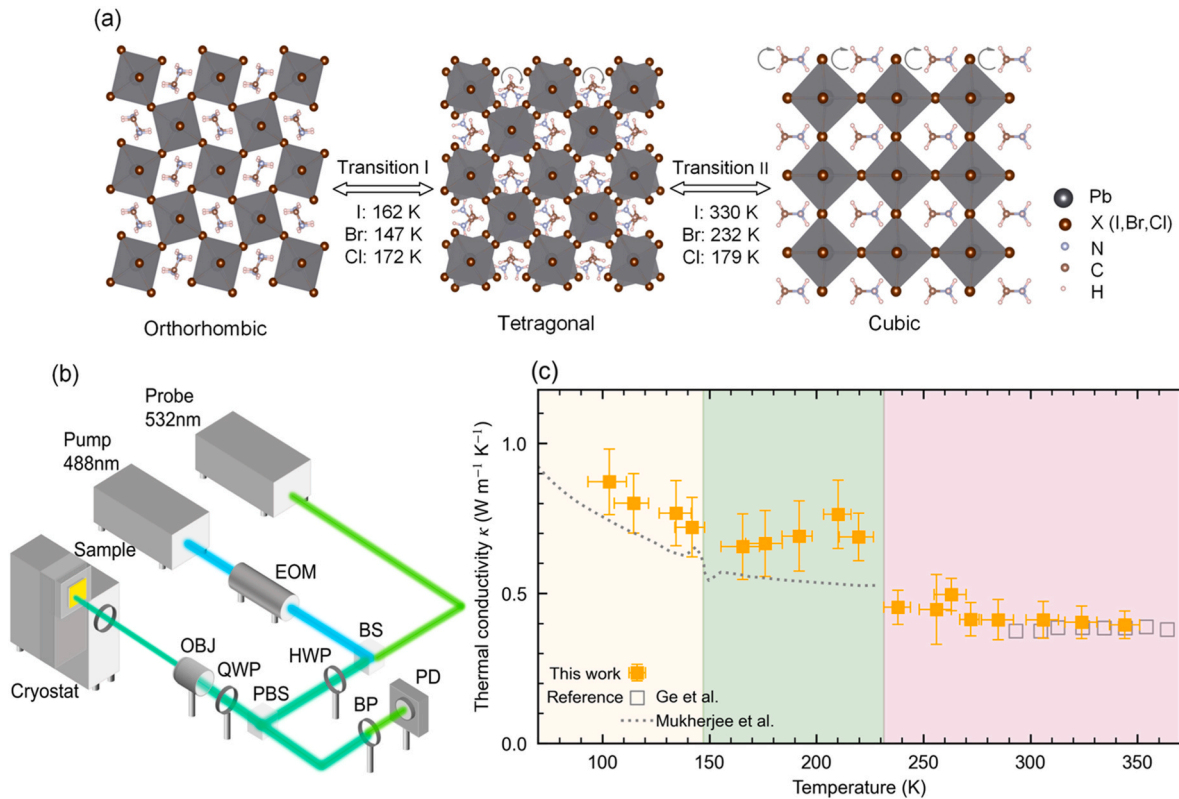 (a)
Transition I
I: 162 K
Br: 147 K
Cl: 172 K
Transition II
I: 330 K
Br: 232 K
Cl: 179 K
Pb
X (I,Br,Cl)
N
C
H
Orthorhombic
Tetragonal
Cubic
(b)
Probe
532nm
Pump
488nm
Sample
EOM
BS
HWP
PD
OBJ
QWP
PBS
BP
Cryostat
(c)
Thermal conductivity κ (W m⁻¹ K⁻¹)
1.0
0.5
0.0
This work
Reference
Ge et al.
Mukherjee et al.
100
150
200
250
300
350
Temperature (K)